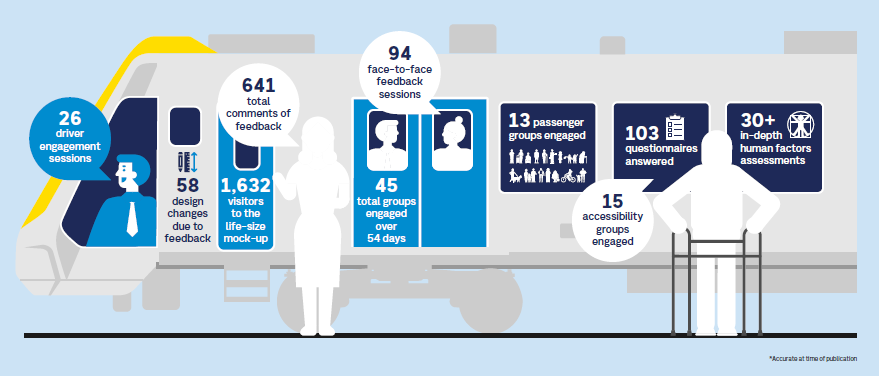 26
driver
engagement
sessions
58
design
changes
due to
feedback
641
total
comments of
feedback
1,632
visitors
to the
life-size
mock-up
94
face-to-face
feedback
sessions
45
total groups
engaged
over
54 days
13 passenger
groups engaged
103
questionnaires
answered
15
accessibility
groups
engaged
30+
in-depth
human factors
assessments
*Accurate at time of publication